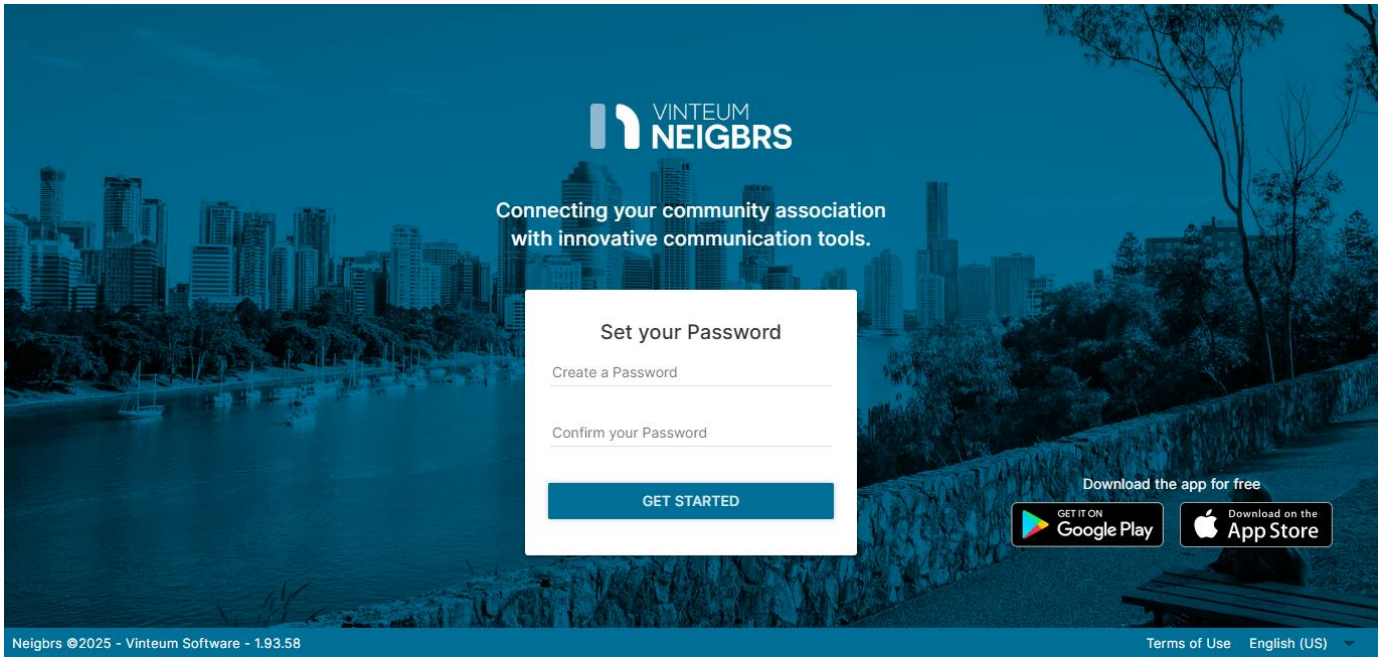 VINTEUM
NEIGBRS
Connecting your community association
with innovative communication tools.
Set your Password
Create a Password
Confirm your Password
GET STARTED
Download the app for free
GET IT ON
Google Play
Download on the
App Store
Neigbrs ©2025 - Vinteum Software - 1.93.58
Terms of Use English (US)